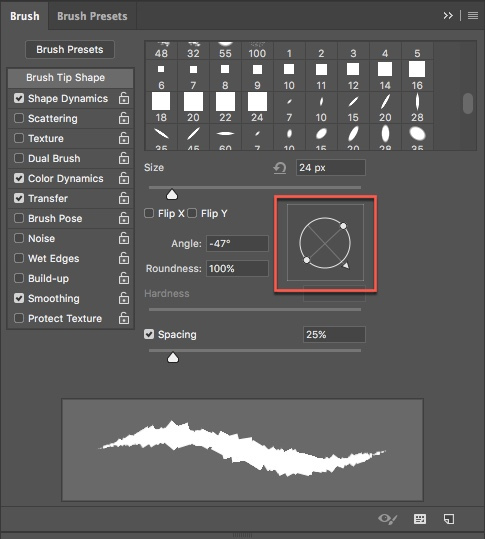 Brush Brush Presets
Brush Presets
Brush Tip Shape
Shape Dynamics
Scattering
Texture
Dual Brush
Color Dynamics
Transfer
Brush Pose
Noise
Wet Edges
Build-up
Smoothing
Protect Texture
48 32 55 100 1 2 3 4 5
6 7 8 9 10 11 12 14 16
18 20 22 24 7 10 15 20 28
35 45 60 7 10 15 20 28 35
Size 24 px
Flip X Flip Y
Angle: -47°
Roundness: 100%
Hardness
Spacing 25%